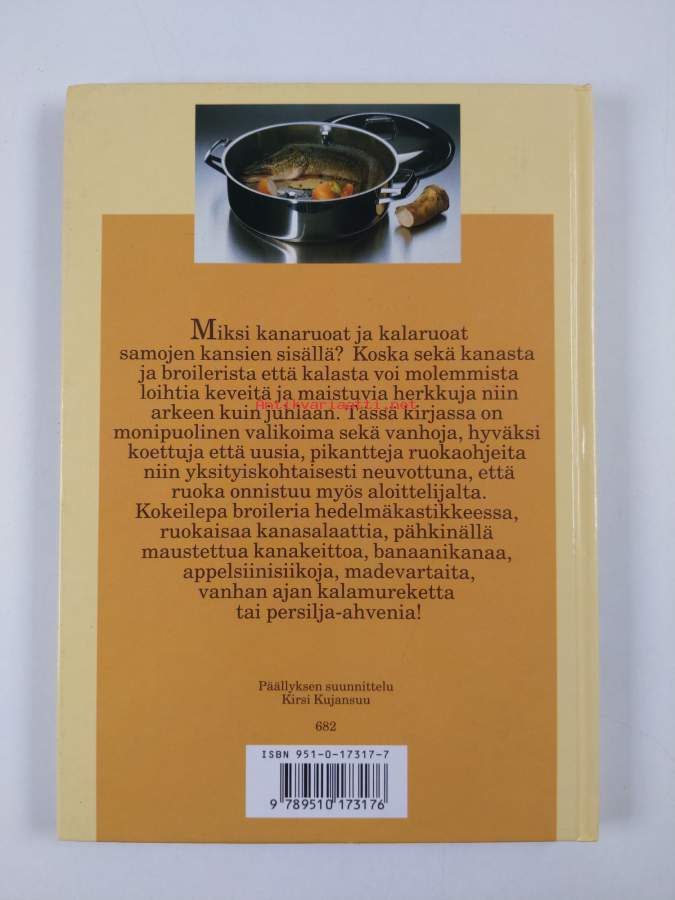 Miksi kanaruoat ja kalaruoat
samojen kansien sisällä? Koska sekä kanasta
ja broilerista että kalasta voi molemmista
loihtia keveitä ja maistuvia herkkuja niin
arkeen kuin juhlaan. Tässä kirjassa on
Antikvariaatti.net
monipuolinen valikoima sekä vanhoja, hyväksi
koettuja että uusia, pikantteja ruokaohjeita
niin yksityiskohtaisesti neuvottuna, että
ruoka onnistuu myös aloittelijalta.
Kokeilepa broileria hedelmäkastikkeessa,
ruokaisaa kanasalaattia, pähkinällä
maustettua kanakeittoa, banaanikanaa,
appelsiinisiikoja, madevartaita,
vanhan ajan kalamureketta
tai persilja-ahvenia!
Päällyksen suunnittelu
Kirsi Kujansuu
682
ISBN 951-0-17317-7
9 789510 173176